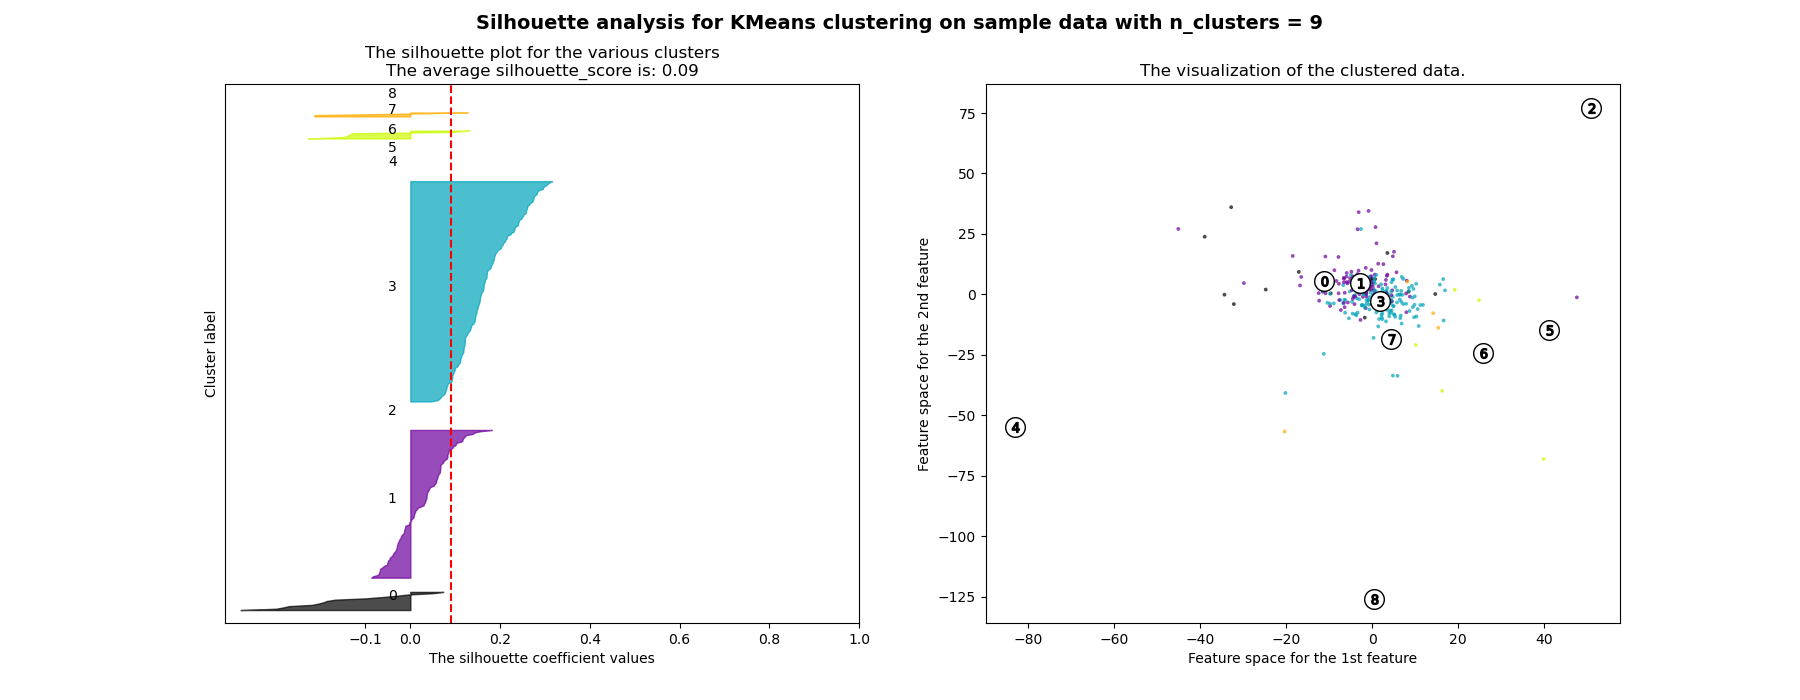 Silhouette analysis for KMeans clustering on sample data with n_clusters = 9
The silhouette plot for the various clusters
The average silhouette_score is: 0.09
8
7
6
5
4
3
2
1
0
Cluster label
−0.1 0.0 0.2 0.4 0.6 0.8 1.0
The silhouette coefficient values
The visualization of the clustered data.
75
50
25
0
−25
−50
−75
−100
−125
Feature space for the 2nd feature
2
0
1
3
7
5
6
4
8
−80 −60 −40 −20 0 20 40
Feature space for the 1st feature